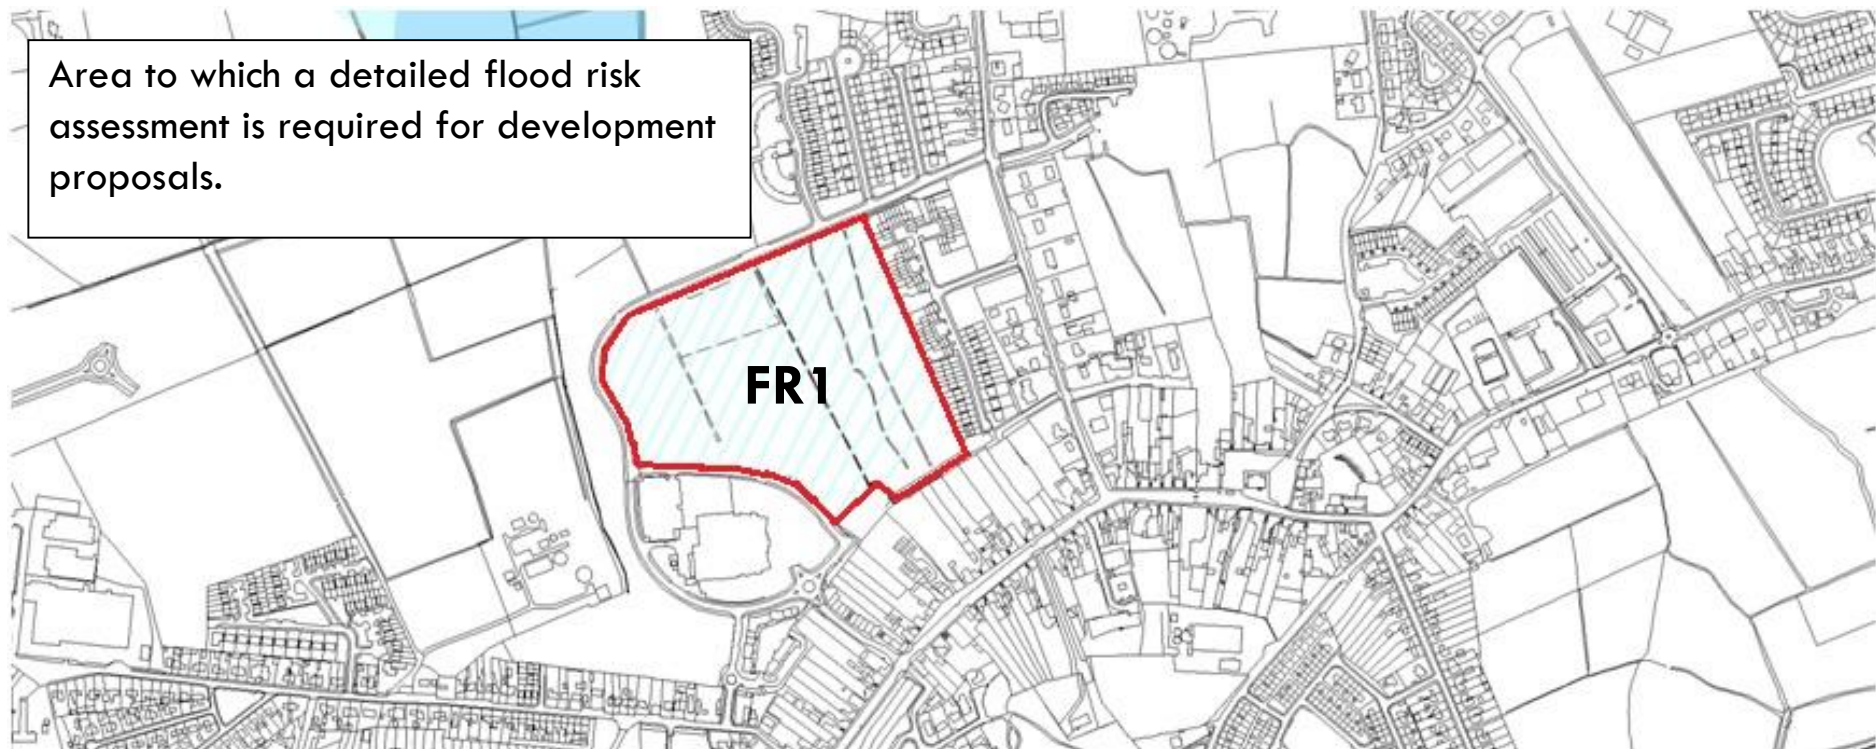 Area to which a detailed flood risk
assessment is required for development
proposals.
FR1